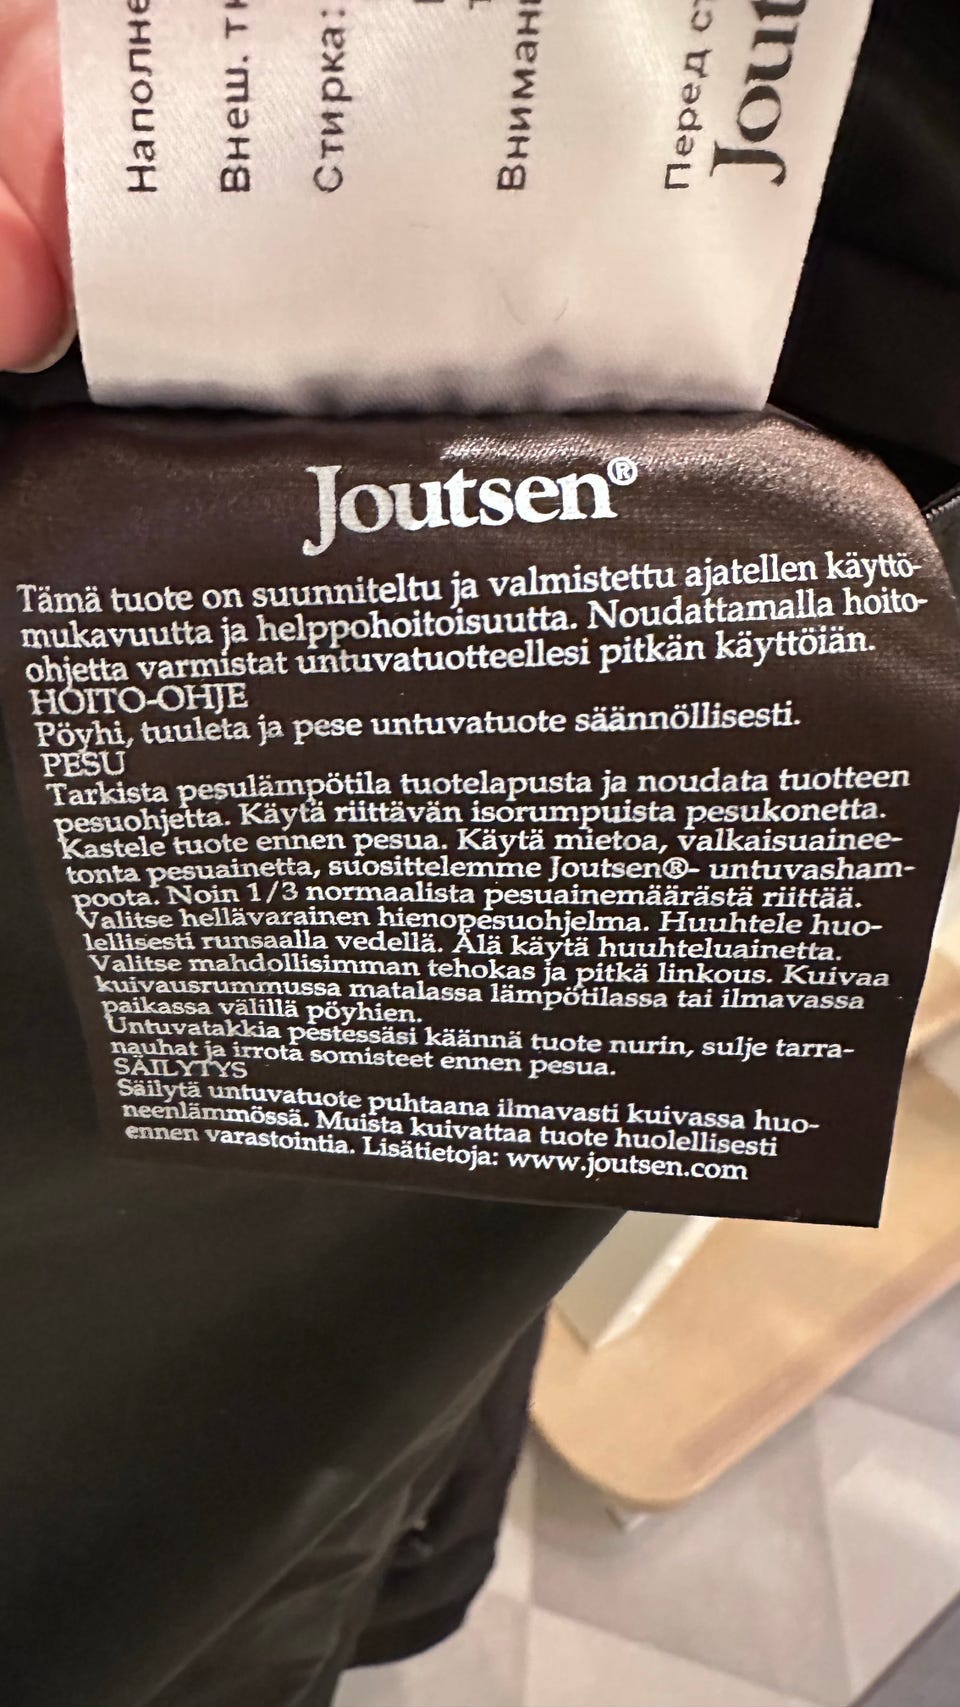 Наполне
Внеш. тк
Стирка:
Внимани
Перед ст
Jout
Joutsen®
Tämä tuote on suunniteltu ja valmistettu ajatellen käyttö-
mukavuutta ja helppohoitoisuutta. Noudattamalla hoito-
ohjetta varmistat untuvatuotteellesi pitkän käyttöiän.
HOITO-OHJE
Pöyhi, tuuleta ja pese untuvatuote säännöllisesti.
PESU
Tarkista pesulämpötila tuotelapusta ja noudata tuotteen
pesuohjetta. Käytä riittävän isorumpuista pesukonetta.
Kastele tuote ennen pesua. Käytä mietoa, valkaisuainee-
tonta pesuainetta, suosittelemme Joutsen®- untuvasham-
poota. Noin 1/3 normaalista pesuainemäärästä riittää.
Valitse hellävarainen hienopesuohjelma. Huuhtele huo-
lellisesti runsaalla vedellä. Älä käytä huuhteluainetta.
Valitse mahdollisimman tehokas ja pitkä linkous. Kuivaa
kuivausrummussa matalassa lämpötilassa tai ilmavassa
paikassa välillä pöyhien.
Untuvatakkia pestessäsi käännä tuote nurin, sulje tarra-
nauhat ja irrota somisteet ennen pesua.
SÄILYTYS
Säilytä untuvatuote puhtaana ilmavasti kuivassa huo-
neenlämmössä. Muista kuivattaa tuote huolellisesti
ennen varastointia. Lisätietoja: www.joutsen.com